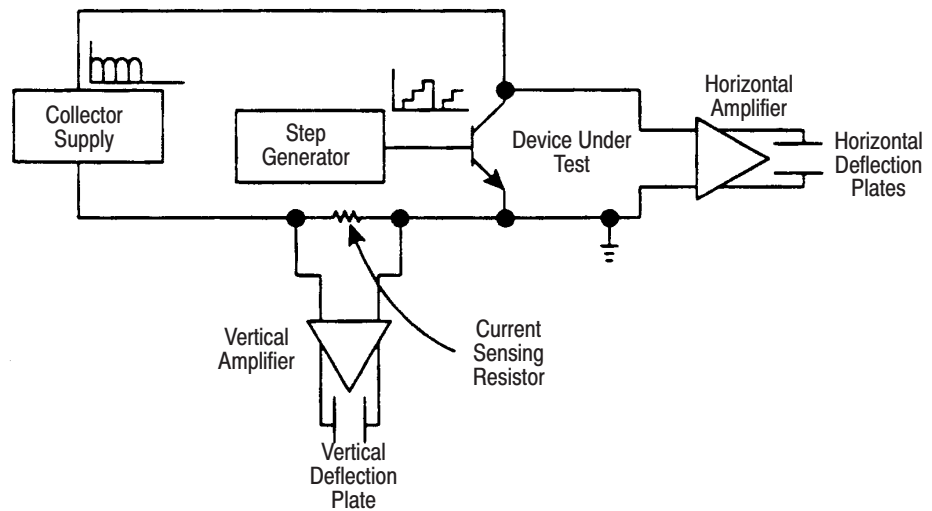 Collector
Supply
Step
Generator
Device Under
Test
Horizontal
Amplifier
Horizontal
Deflection
Plates
Vertical
Amplifier
Current
Sensing
Resistor
Vertical
Deflection
Plate